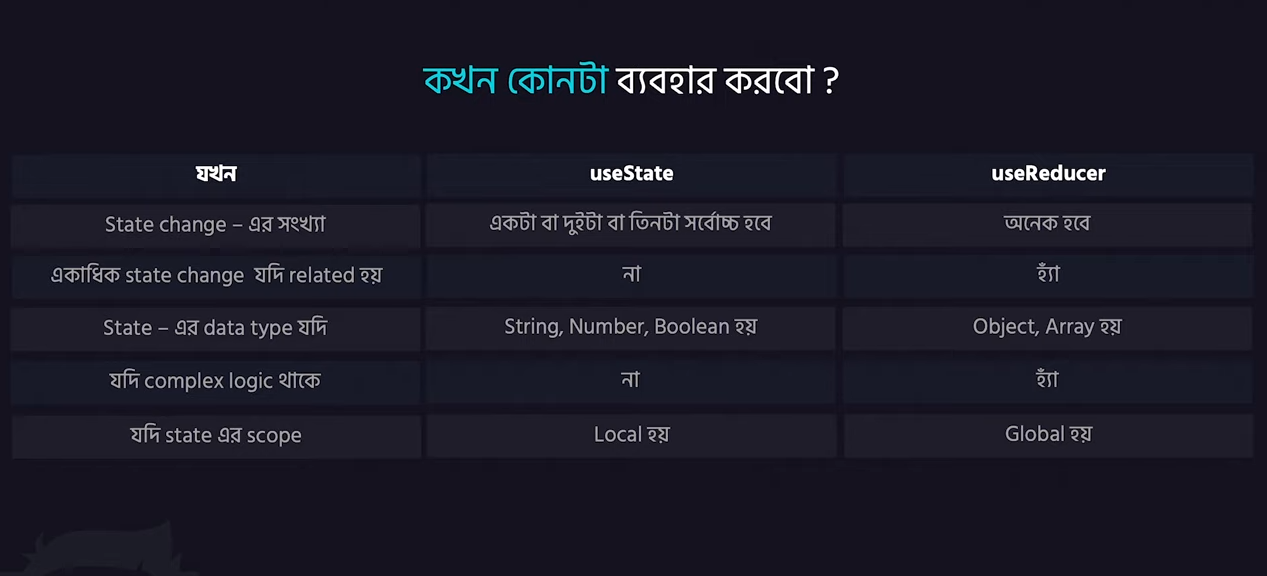 কখন কোনটা ব্যবহার করবো ?
যখন useState useReducer
State change – এর সংখ্যা একটা বা দুইটা বা তিনটা সর্বোচ্চ হবে অনেক হবে
একাধিক state change যদি related হয় না হ্যাঁ
State – এর data type যদি String, Number, Boolean হয় Object, Array হয়
যদি complex logic থাকে না হ্যাঁ
যদি state এর scope Local হয় Global হয়